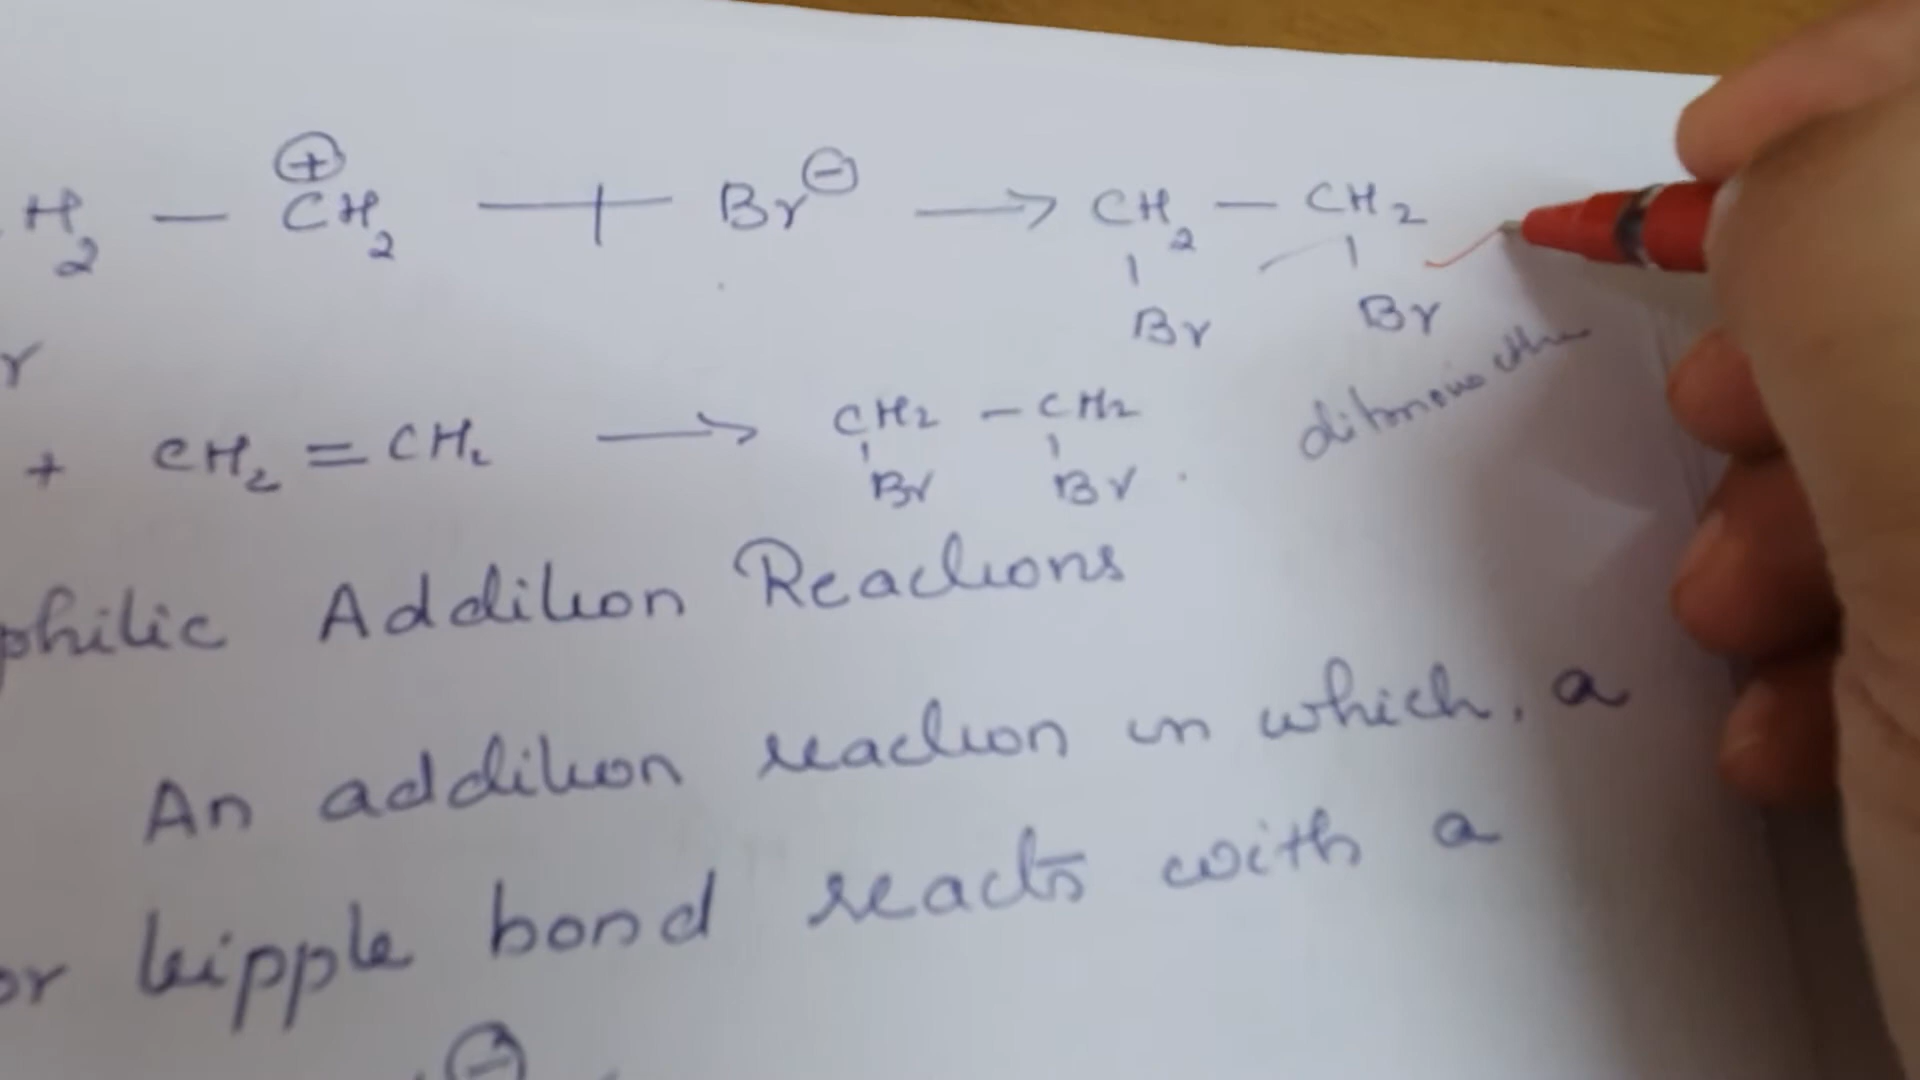 H₂ — CH₂⊕ + Br⊖ → CH₂ — CH₂
Br Br
r
+ CH₂ = CH₂ → CH₂ — CH₂
Br Br .
philic Addition Reactions
An addition reaction in which, a
or tripple bond reacts with a
⊖